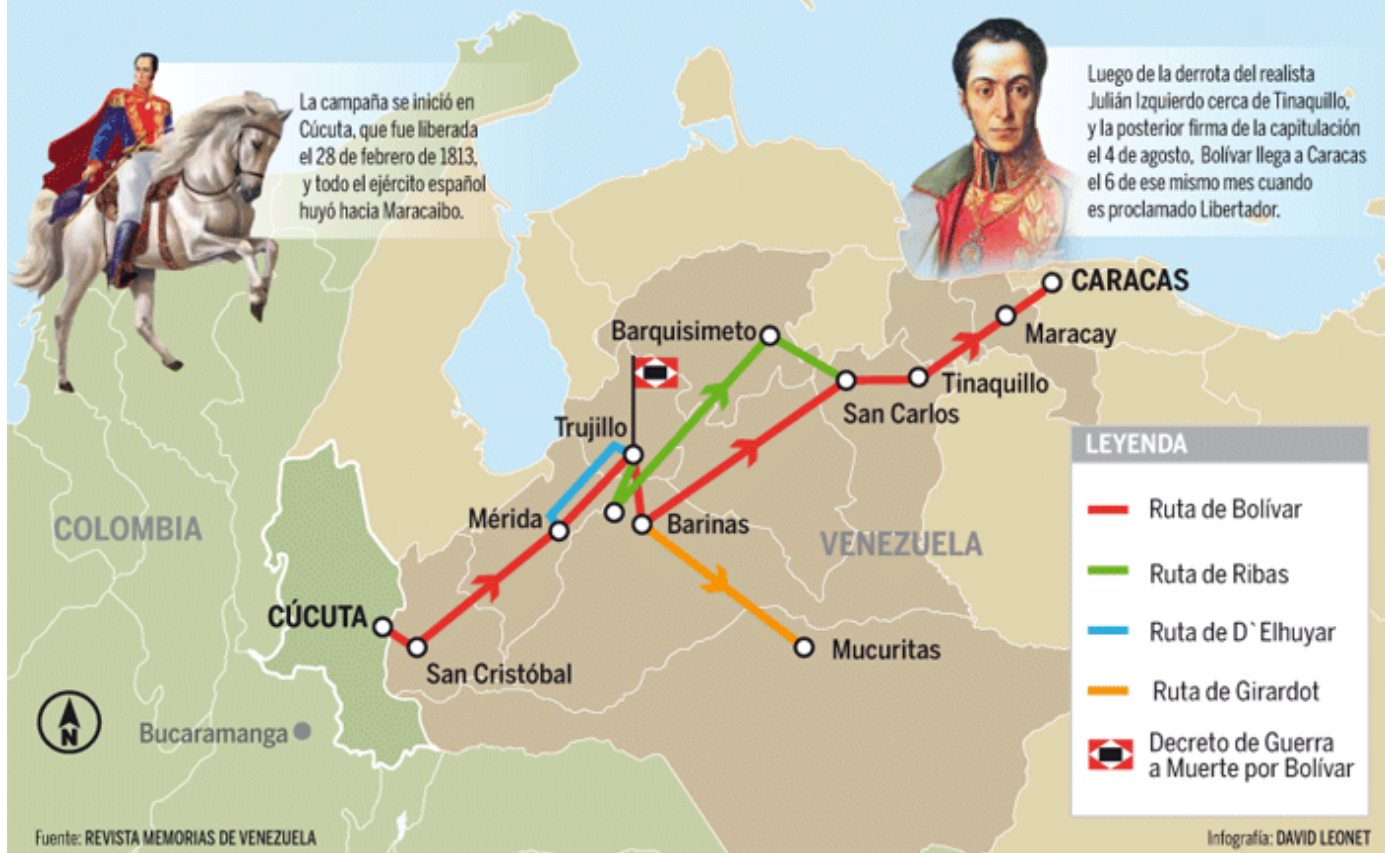 La campaña se inició en
Cúcuta, que fue liberada
el 28 de febrero de 1813,
y todo el ejército español
huyó hacia Maracaibo.
Luego de la derrota del realista
Julián Izquierdo cerca de Tinaquillo,
y la posterior firma de la capitulación
el 4 de agosto, Bolívar llega a Caracas
el 6 de ese mismo mes cuando
es proclamado Libertador.
CARACAS
Maracay
Barquisimeto
Tinaquillo
San Carlos
Trujillo
Mérida
Barinas
COLOMBIA
VENEZUELA
CÚCUTA
San Cristóbal
Mucuritas
Bucaramanga
N
LEYENDA
Ruta de Bolívar
Ruta de Ribas
Ruta de D`Elhuyar
Ruta de Girardot
Decreto de Guerra
a Muerte por Bolívar
Fuente: REVISTA MEMORIAS DE VENEZUELA
Infografía: DAVID LEONET